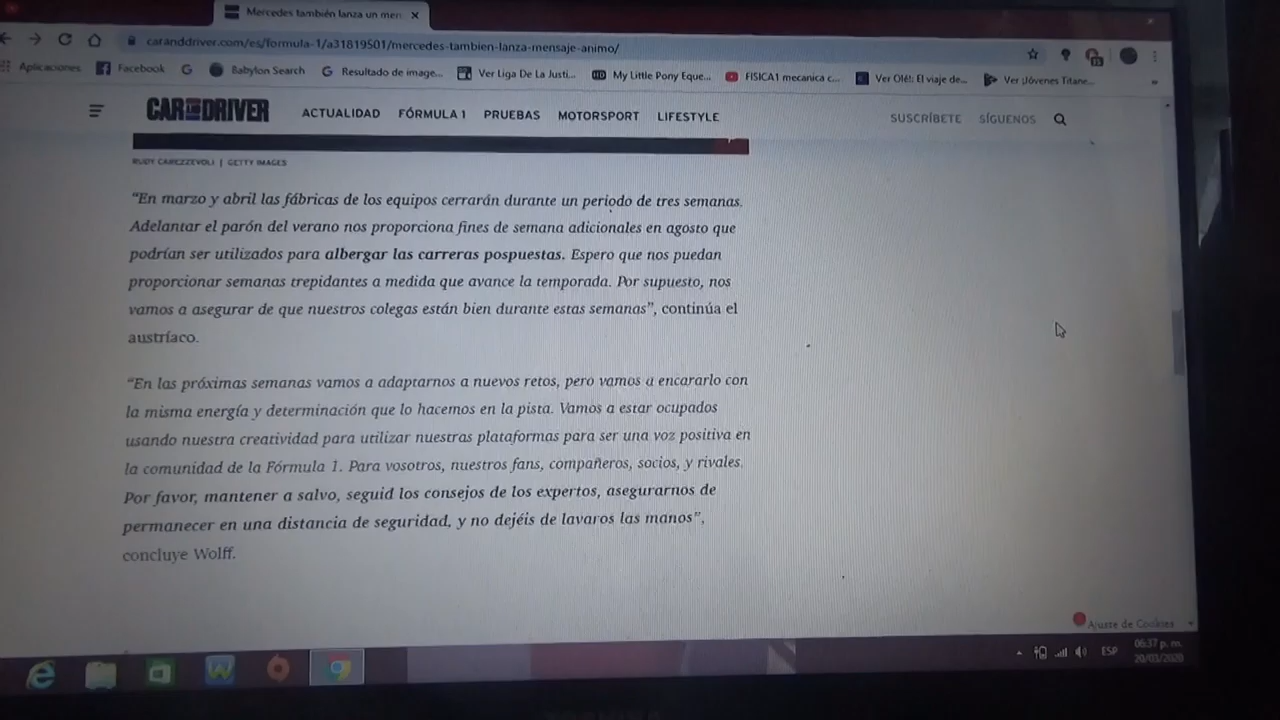 Mercedes también lanza un men
caranddriver.com/es/formula-1/a31819501/mercedes-tambien-lanza-mensaje-animo/
Aplicaciones Facebook Babylon Search Resultado de image... Ver Liga De La Justi... My Little Pony Eque... FISICA1 mecanica c... Ver Olé!: El viaje de... Ver ¡Jóvenes Titane...
CAR AND DRIVER ACTUALIDAD FÓRMULA 1 PRUEBAS MOTORSPORT LIFESTYLE SUSCRÍBETE SÍGUENOS
RUDY CAREZZEVOLI | GETTY IMAGES
“En marzo y abril las fábricas de los equipos cerrarán durante un periodo de tres semanas.
Adelantar el parón del verano nos proporciona fines de semana adicionales en agosto que
podrían ser utilizados para albergar las carreras pospuestas. Espero que nos puedan
proporcionar semanas trepidantes a medida que avance la temporada. Por supuesto, nos
vamos a asegurar de que nuestros colegas están bien durante estas semanas”, continúa el
austríaco.
“En las próximas semanas vamos a adaptarnos a nuevos retos, pero vamos a encararlo con
la misma energía y determinación que lo hacemos en la pista. Vamos a estar ocupados
usando nuestra creatividad para utilizar nuestras plataformas para ser una voz positiva en
la comunidad de la Fórmula 1. Para vosotros, nuestros fans, compañeros, socios, y rivales.
Por favor, mantener a salvo, seguid los consejos de los expertos, asegurarnos de
permanecer en una distancia de seguridad, y no dejéis de lavaros las manos”,
concluye Wolff.
Ajuste de Cookies
ESP
06:37 p. m.
20/03/2020